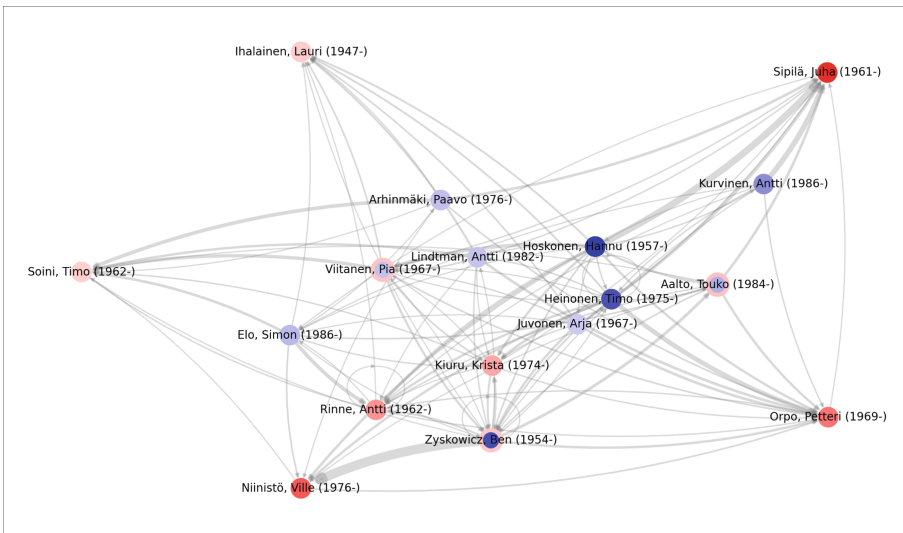 Ihalainen, Lauri (1947-)
Sipilä, Juha (1961-)
Kurvinen, Antti (1986-)
Arhinmäki, Paavo (1976-)
Hoskonen, Hannu (1957-)
Lindtman, Antti (1982-)
Viitanen, Pia (1967-)
Soini, Timo (1962-)
Aalto, Touko (1984-)
Heinonen, Timo (1975-)
Juvonen, Arja (1967-)
Elo, Simon (1986-)
Kiuru, Krista (1974-)
Rinne, Antti (1962-)
Orpo, Petteri (1969-)
Zyskowicz, Ben (1954-)
Niinistö, Ville (1976-)